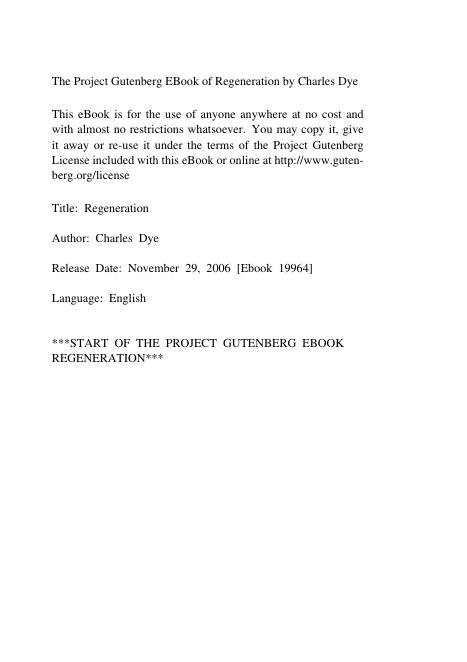 The Project Gutenberg EBook of Regeneration by Charles Dye
This eBook is for the use of anyone anywhere at no cost and
with almost no restrictions whatsoever. You may copy it, give
it away or re-use it under the terms of the Project Gutenberg
License included with this eBook or online at http://www.guten-
berg.org/license
Title: Regeneration
Author: Charles Dye
Release Date: November 29, 2006 [Ebook 19964]
Language: English
***START OF THE PROJECT GUTENBERG EBOOK
REGENERATION***